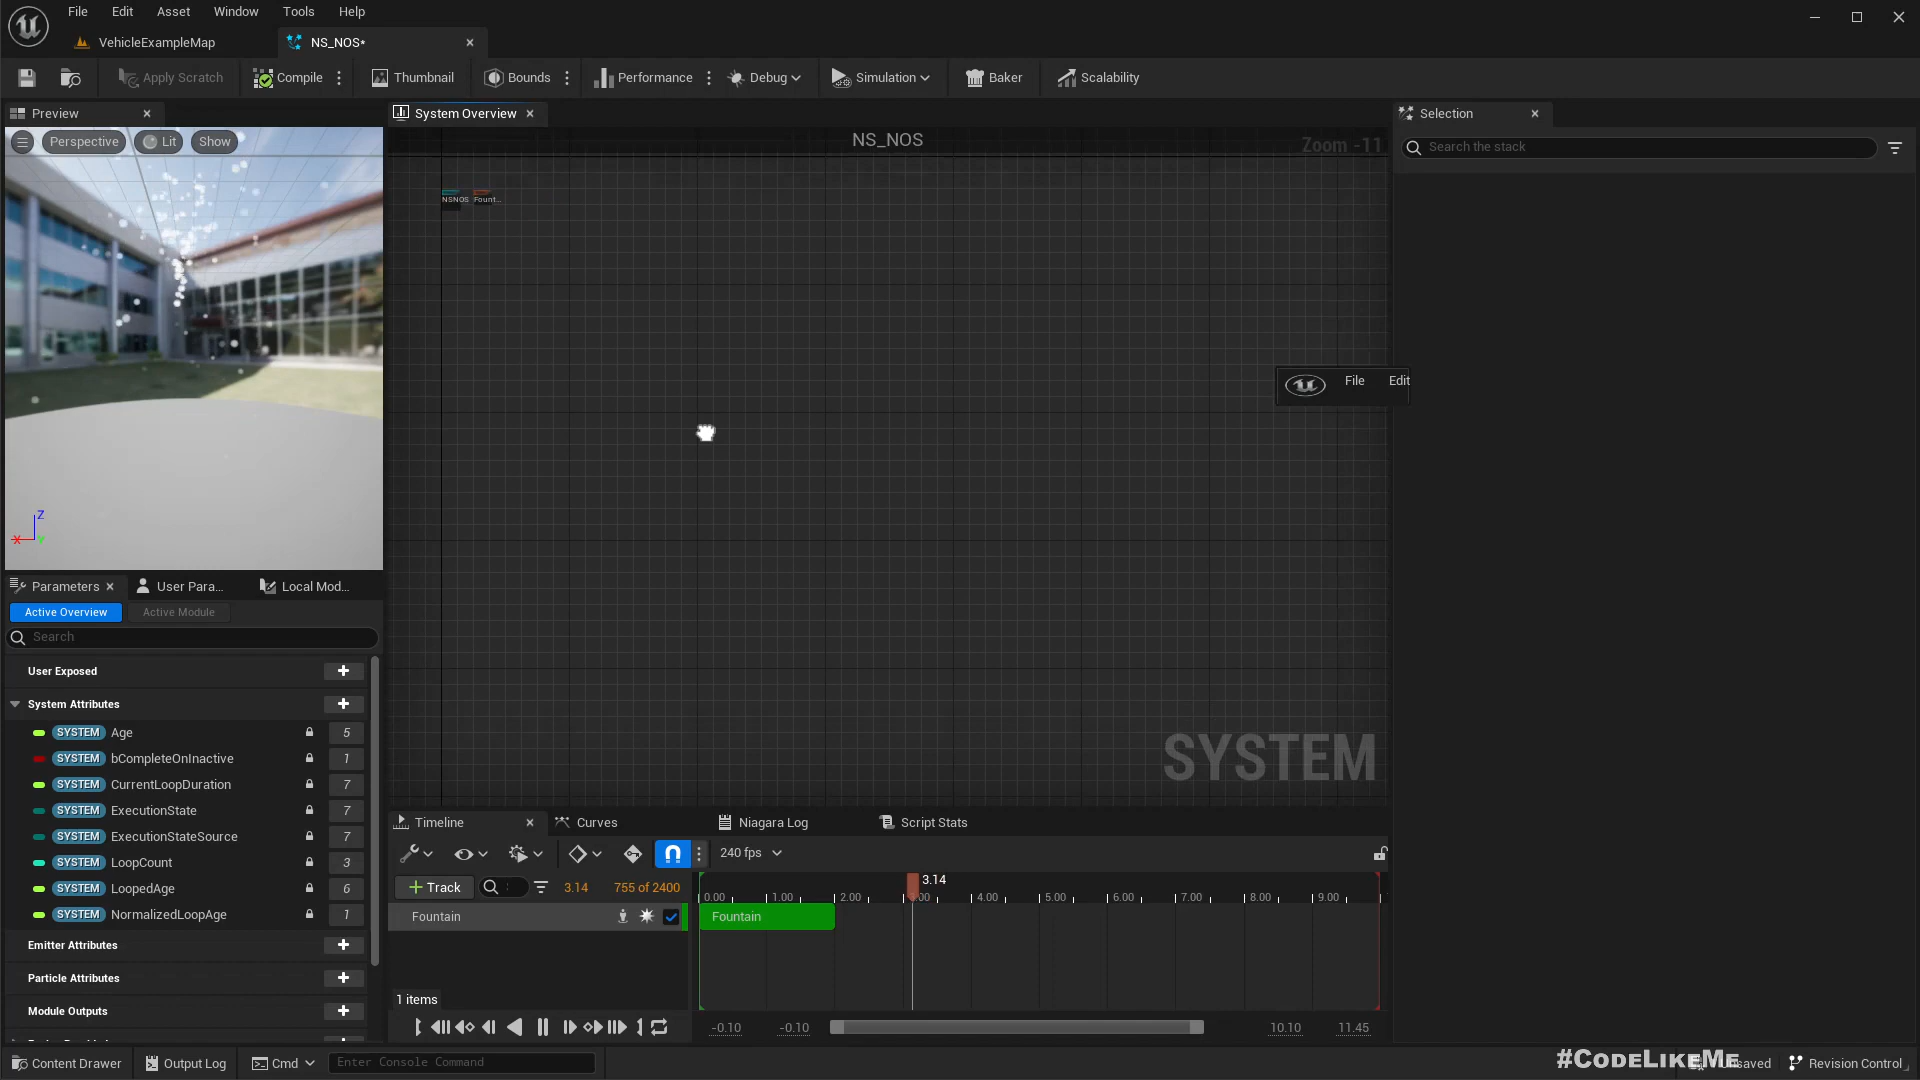 File Edit Asset Window Tools Help
VehicleExampleMap
NS_NOS*
Apply Scratch
Compile
Thumbnail
Bounds
Performance
Debug
Simulation
Baker
Scalability
Preview
System Overview
Selection
Perspective
Lit
Show
NS_NOS
Zoom -11
Search the stack
NSNOS
Fount...
File
Edit
SYSTEM
Z
X
Y
Parameters
User Para...
Local Mod...
Active Overview
Active Module
Search
User Exposed
System Attributes
SYSTEM Age 5
SYSTEM bCompleteOnInactive 1
SYSTEM CurrentLoopDuration 7
SYSTEM ExecutionState 7
SYSTEM ExecutionStateSource 7
SYSTEM LoopCount 3
SYSTEM LoopedAge 6
SYSTEM NormalizedLoopAge 1
Emitter Attributes
Particle Attributes
Module Outputs
Timeline
Curves
Niagara Log
Script Stats
240 fps
Track
3.14
755 of 2400
3.14
0.00 1.00 2.00 4.00 5.00 6.00 7.00 8.00 9.00
Fountain
Fountain
1 items
-0.10 -0.10 10.10 11.45
Content Drawer
Output Log
Cmd
Enter Console Command
#CodeLikeMe
Revision Control